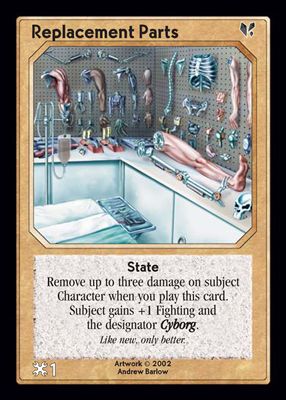 Replacement Parts
State
Remove up to three damage on subject
Character when you play this card.
Subject gains +1 Fighting and
the designator Cyborg.
Like new, only better.
1
Artwork © 2002
Andrew Barlow